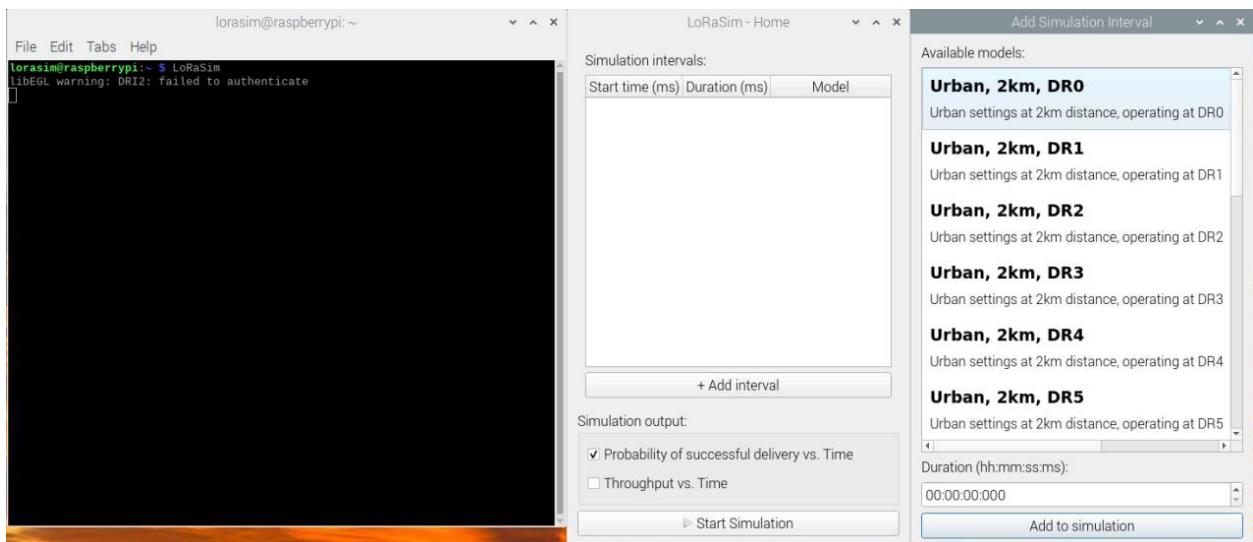 lorasim@raspberrypi: ~
File Edit Tabs Help
lorasim@raspberrypi:~ $ LoRaSim
libEGL warning: DRI2: failed to authenticate
LoRaSim - Home
Simulation intervals:
Start time (ms) Duration (ms) Model
+ Add interval
Simulation output:
Probability of successful delivery vs. Time
Throughput vs. Time
Start Simulation
Add Simulation Interval
Available models:
Urban, 2km, DR0
Urban settings at 2km distance, operating at DR0
Urban, 2km, DR1
Urban settings at 2km distance, operating at DR1
Urban, 2km, DR2
Urban settings at 2km distance, operating at DR2
Urban, 2km, DR3
Urban settings at 2km distance, operating at DR3
Urban, 2km, DR4
Urban settings at 2km distance, operating at DR4
Urban, 2km, DR5
Urban settings at 2km distance, operating at DR5
Duration (hh:mm:ss:ms):
00:00:00:000
Add to simulation